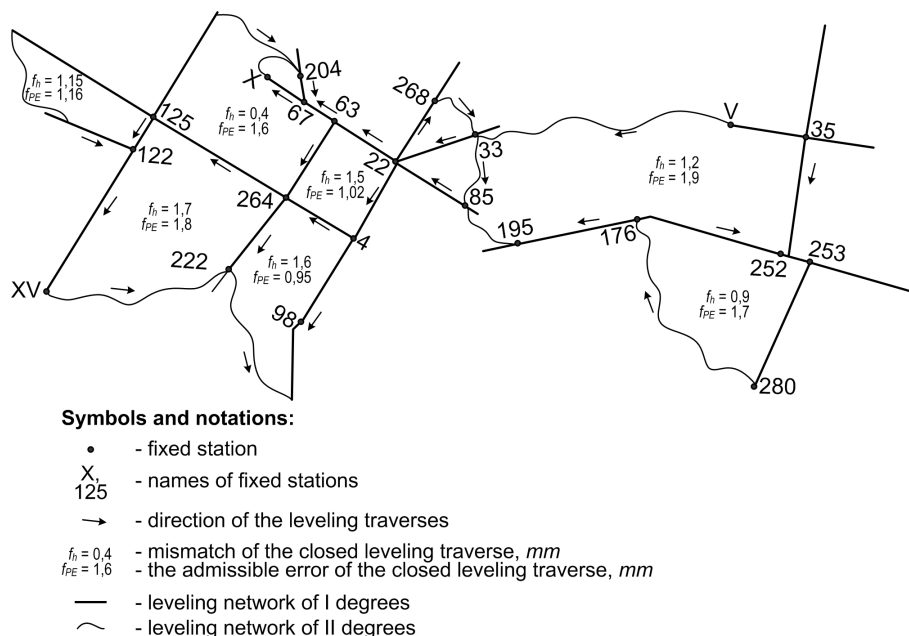 204
X
268
f_h = 1,15
f_PE = 1,16
125
67
63
V
35
f_h = 0,4
f_PE = 1,6
122
22
33
f_h = 1,2
f_PE = 1,9
f_h = 1,5
f_PE = 1,02
264
85
f_h = 1,7
f_PE = 1,8
4
195
176
252
253
222
f_h = 1,6
f_PE = 0,95
XV
98
f_h = 0,9
f_PE = 1,7
280
Symbols and notations:
- fixed station
X,
125
- names of fixed stations
- direction of the leveling traverses
f_h = 0,4
- mismatch of the closed leveling traverse, mm
f_PE = 1,6
- the admissible error of the closed leveling traverse, mm
- leveling network of I degrees
- leveling network of II degrees